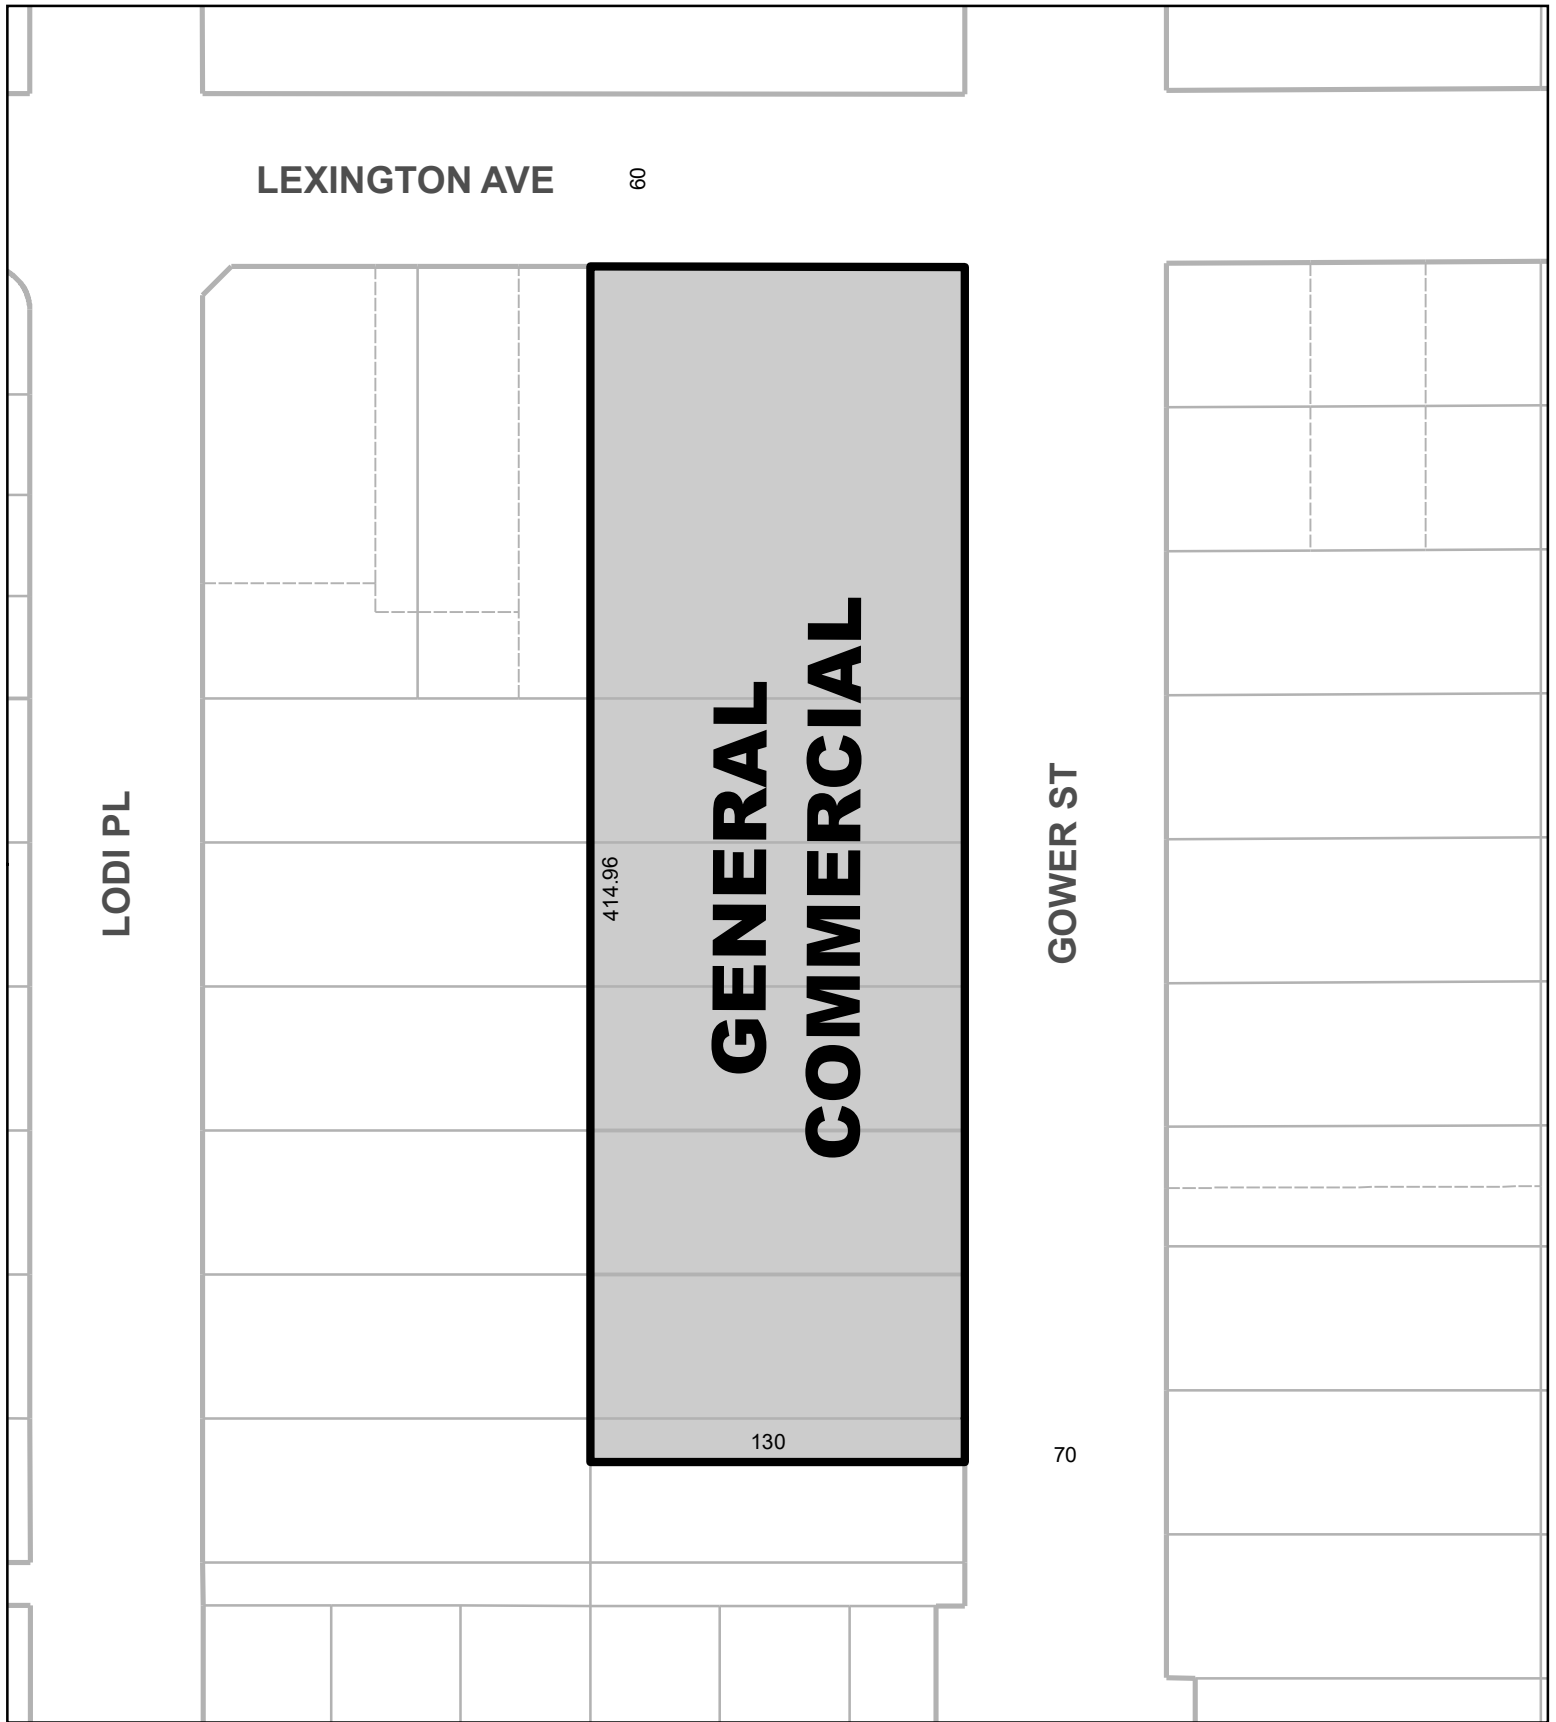 LEXINGTON AVE
60
LODI PL
414.96
GENERAL
COMMERCIAL
GOWER ST
130
70